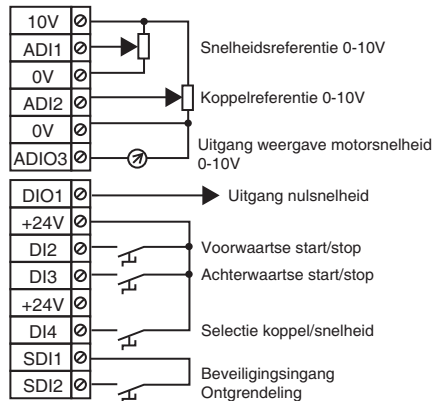 10V
ADI1
Snelheidsreferentie 0-10V
0V
ADI2
Koppelreferentie 0-10V
0V
Uitgang weergave motorsnelheid
0-10V
ADIO3
DIO1
Uitgang nulsnelheid
+24V
DI2
Voorwaartse start/stop
DI3
Achterwaartse start/stop
+24V
DI4
Selectie koppel/snelheid
SDI1
Beveiligingsingang
SDI2
Ontgrendeling